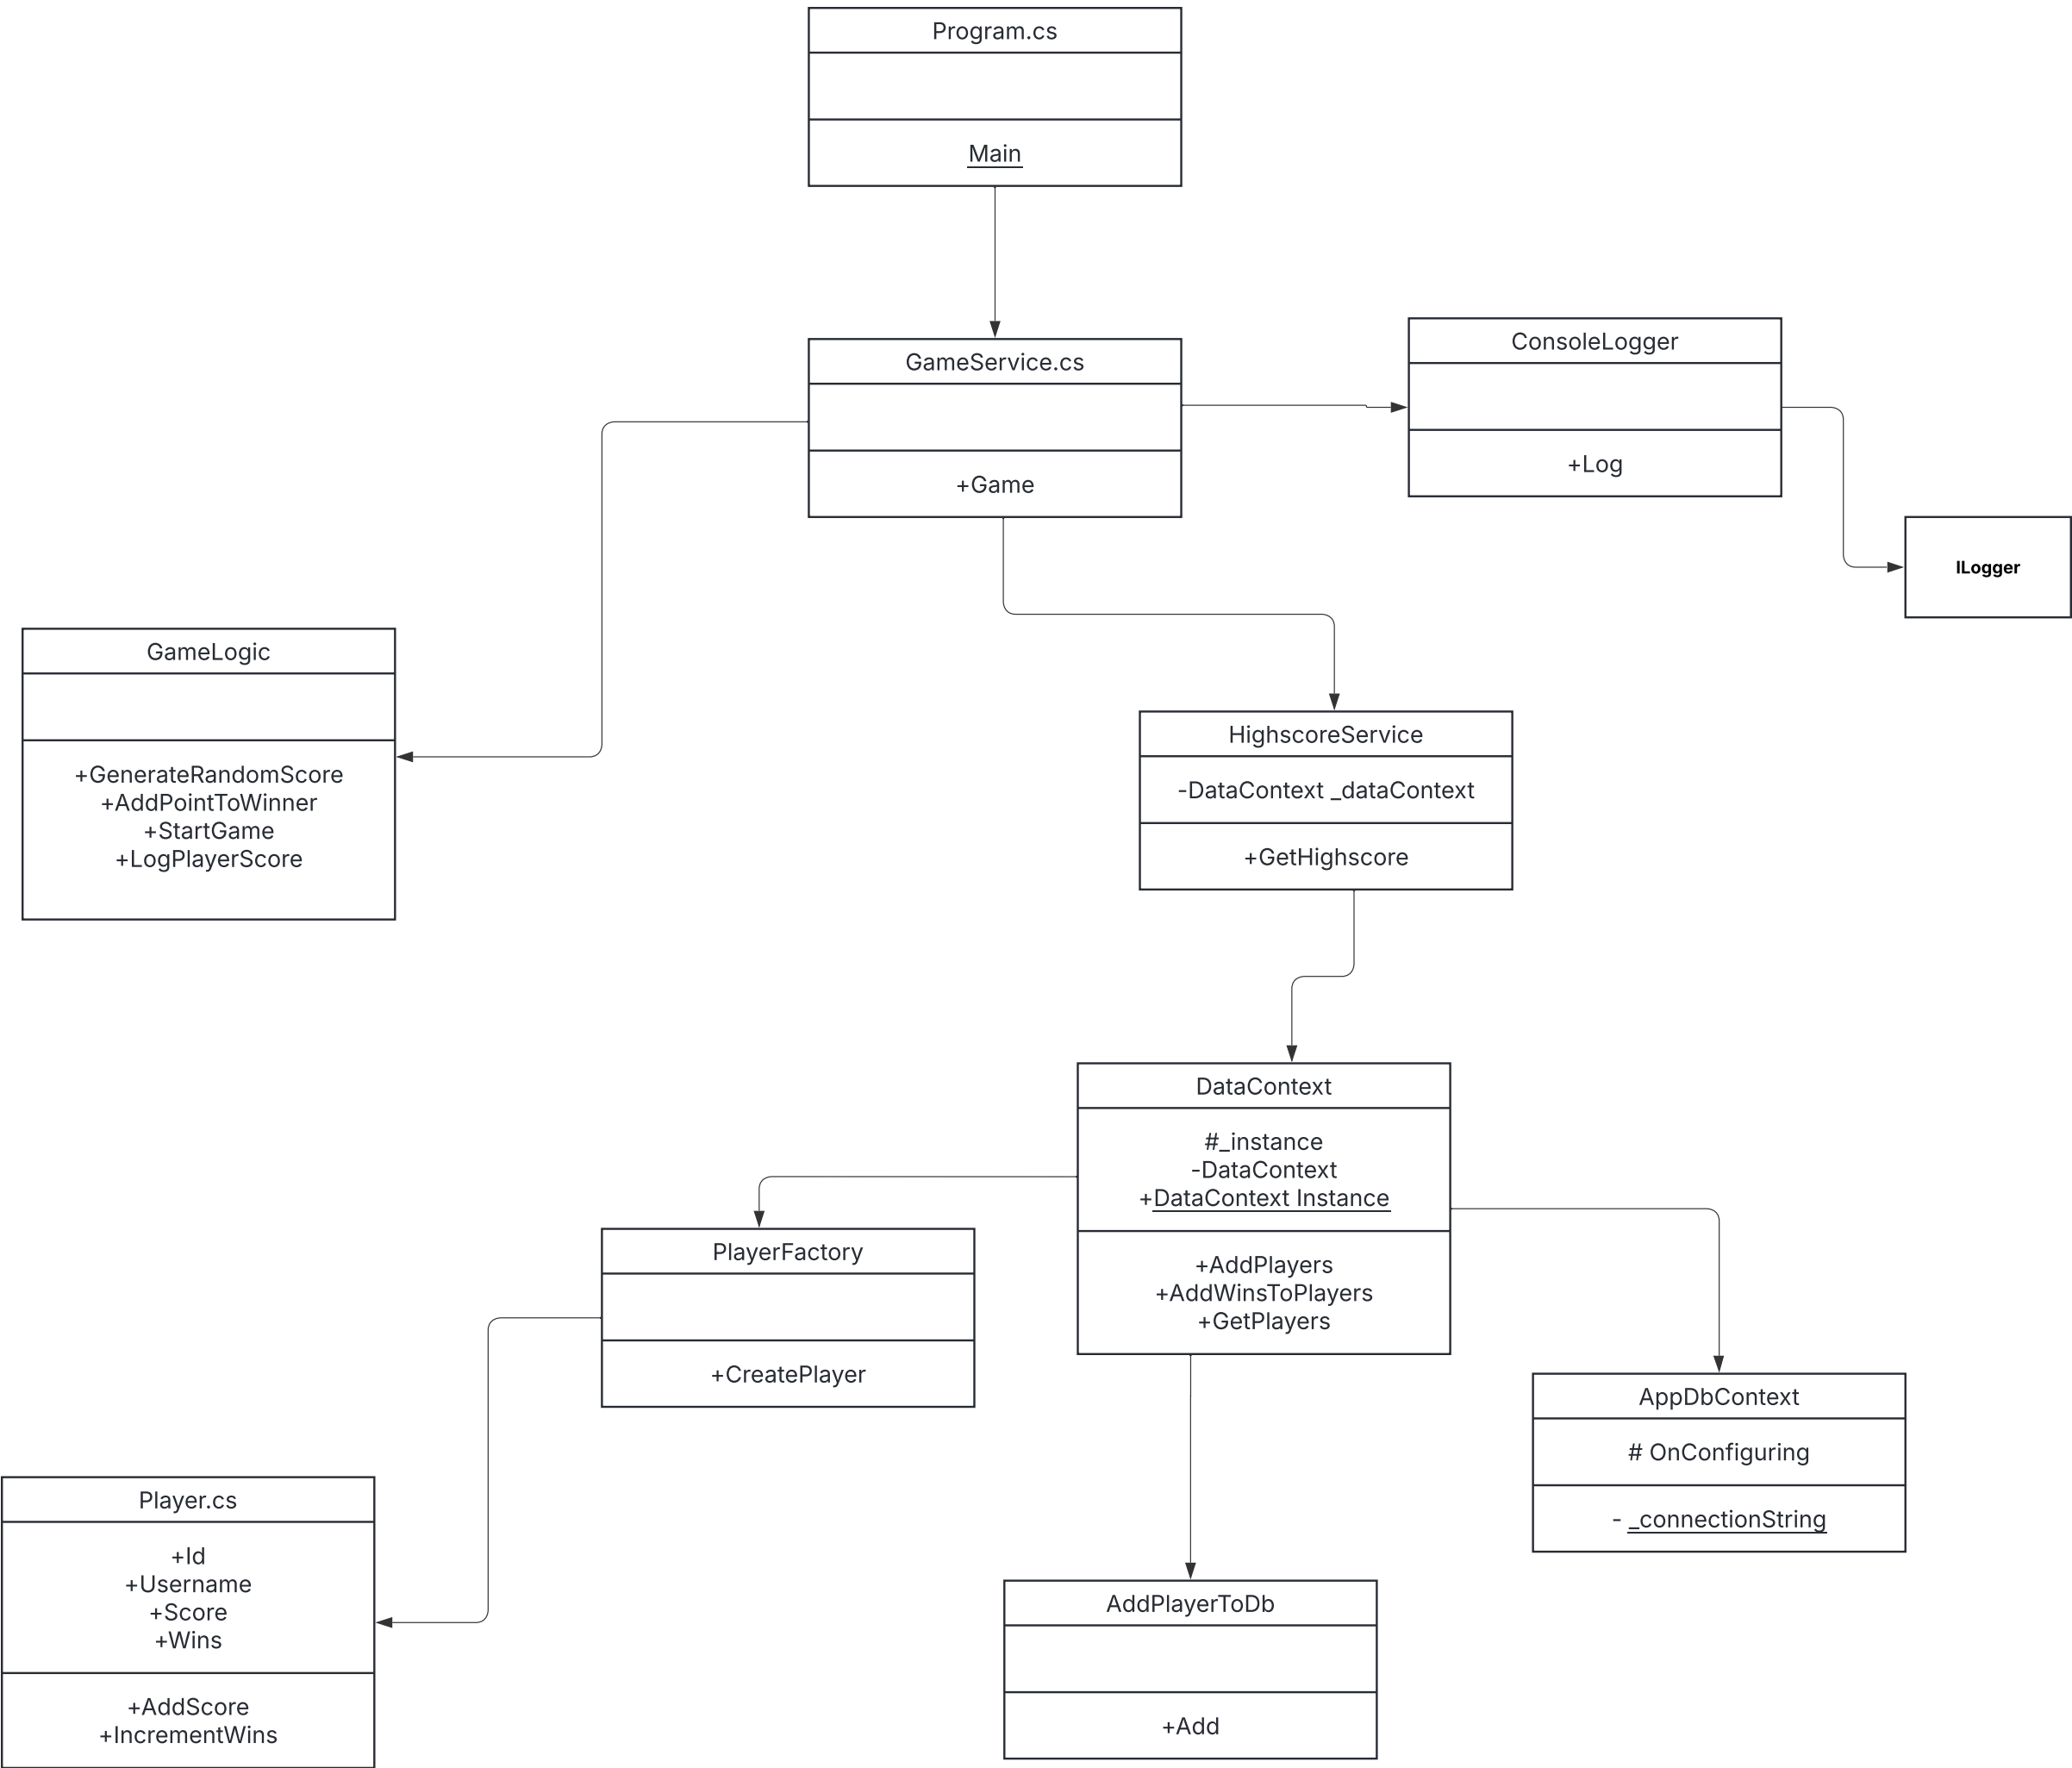 Program.cs
Main
GameService.cs
+Game
ConsoleLogger
+Log
ILogger
GameLogic
+GenerateRandomScore
+AddPointToWinner
+StartGame
+LogPlayerScore
HighscoreService
-DataContext _dataContext
+GetHighscore
DataContext
#_instance
-DataContext
+DataContext Instance
+AddPlayers
+AddWinsToPlayers
+GetPlayers
PlayerFactory
+CreatePlayer
AppDbContext
# OnConfiguring
- _connectionString
Player.cs
+Id
+Username
+Score
+Wins
+AddScore
+IncrementWins
AddPlayerToDb
+Add